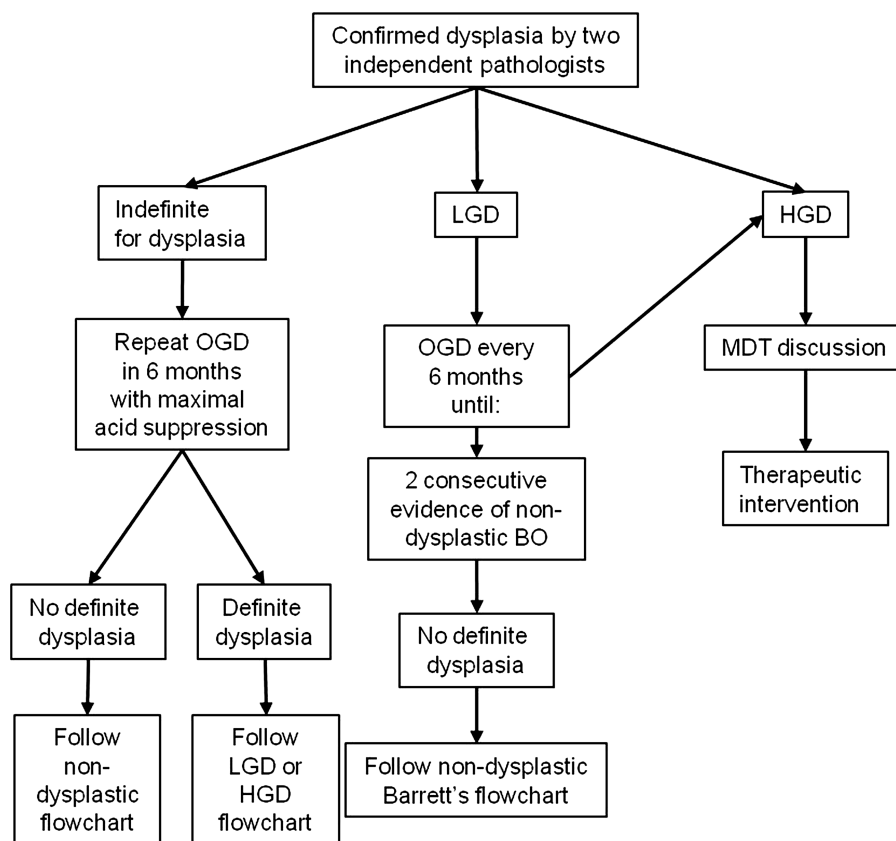 Confirmed dysplasia by two
independent pathologists
Indefinite
for dysplasia
LGD
HGD
Repeat OGD
in 6 months
with maximal
acid suppression
OGD every
6 months
until:
MDT discussion
2 consecutive
evidence of non-
dysplastic BO
Therapeutic
intervention
No definite
dysplasia
Definite
dysplasia
No definite
dysplasia
Follow
non-
dysplastic
flowchart
Follow
LGD or
HGD
flowchart
Follow non-dysplastic
Barrett's flowchart